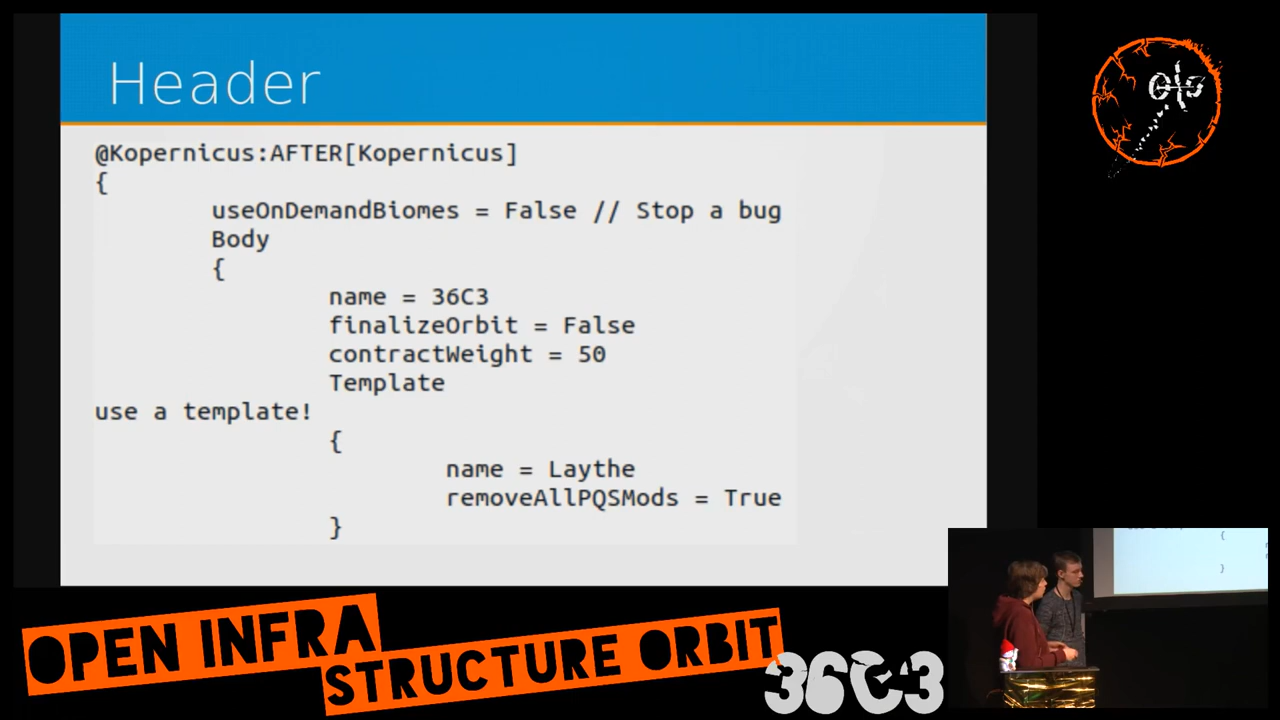 Header
@Kopernicus:AFTER[Kopernicus]
{
useOnDemandBiomes = False // Stop a bug
Body
{
name = 36C3
finalizeOrbit = False
contractWeight = 50
Template
use a template!
{
name = Laythe
removeAllPQSMods = True
}
OIO
{
}
OPEN INFRA
STRUCTURE ORBIT
36C3